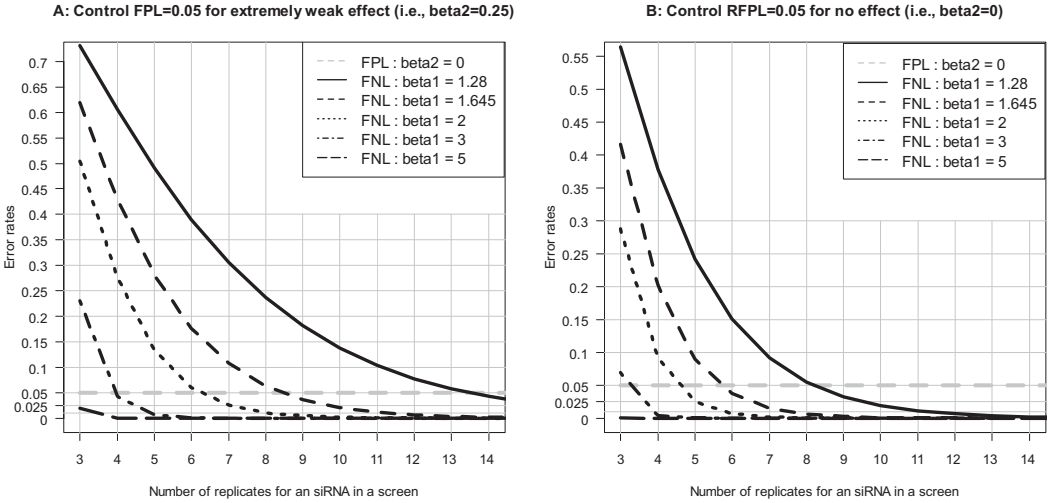 A: Control FPL=0.05 for extremely weak effect (i.e., beta2=0.25)
FPL : beta2 = 0
FNL : beta1 = 1.28
FNL : beta1 = 1.645
FNL : beta1 = 2
FNL : beta1 = 3
FNL : beta1 = 5
Error rates
0.7
0.65
0.6
0.55
0.5
0.45
0.4
0.35
0.3
0.25
0.2
0.15
0.1
0.05
0.025
0
3 4 5 6 7 8 9 10 11 12 13 14
Number of replicates for an siRNA in a screen
B: Control RFPL=0.05 for no effect (i.e., beta2=0)
FPL : beta2 = 0
FNL : beta1 = 1.28
FNL : beta1 = 1.645
FNL : beta1 = 2
FNL : beta1 = 3
FNL : beta1 = 5
Error rates
0.55
0.5
0.45
0.4
0.35
0.3
0.25
0.2
0.15
0.1
0.05
0.025
0
3 4 5 6 7 8 9 10 11 12 13 14
Number of replicates for an siRNA in a screen